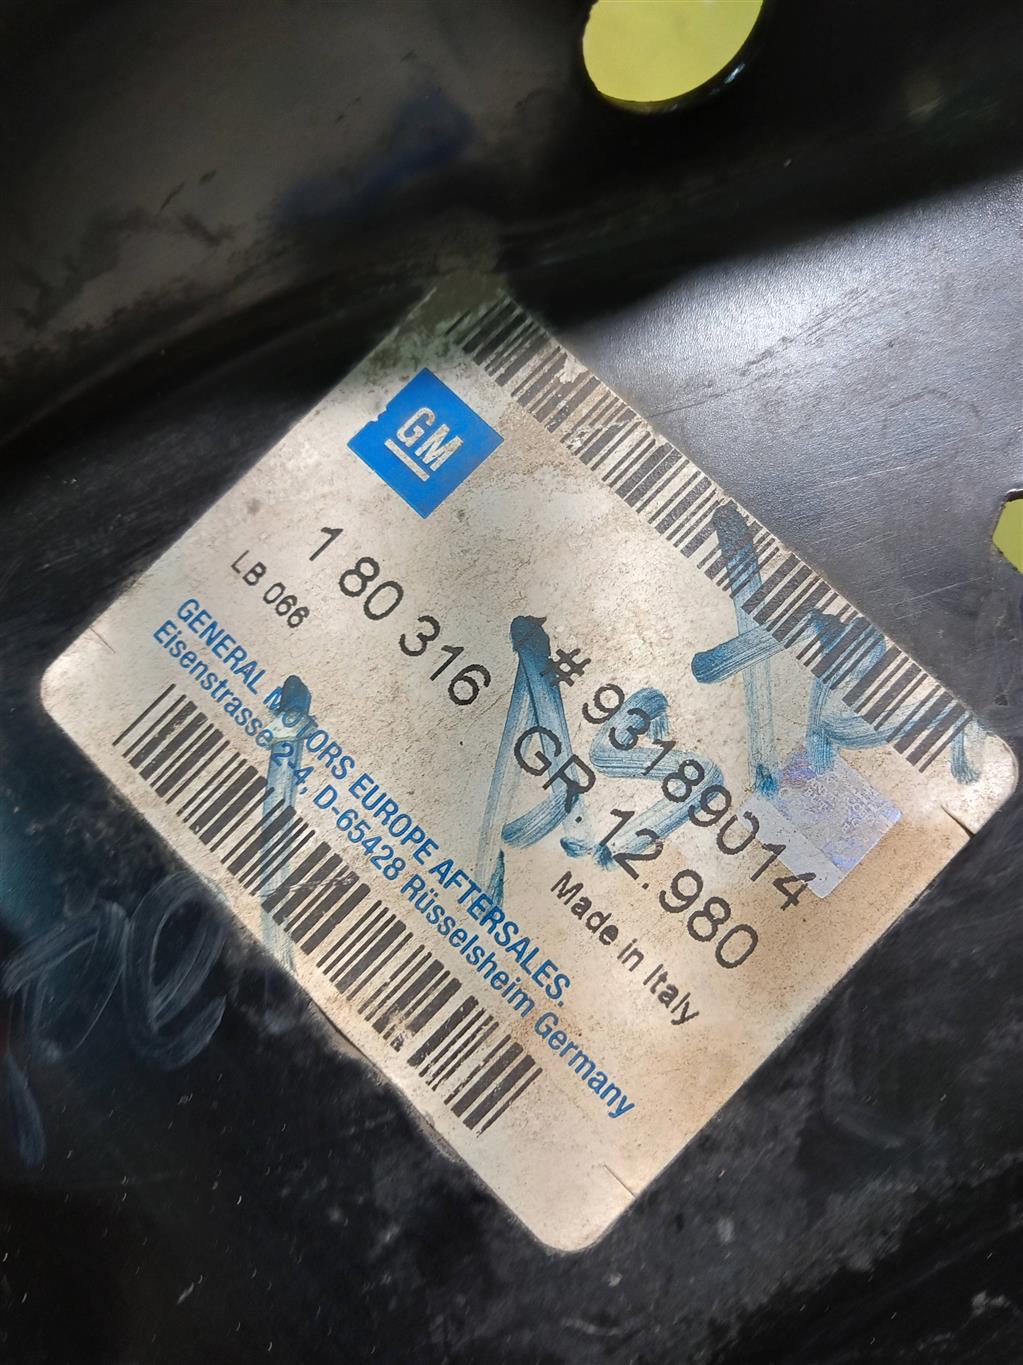 GM
1 80 316
# 93189014
LB 066
GR. 12.980
GENERAL MOTORS EUROPE AFTERSALES.
Eisenstrasse 2-4, D-65428 Rüsselsheim Germany
Made in Italy